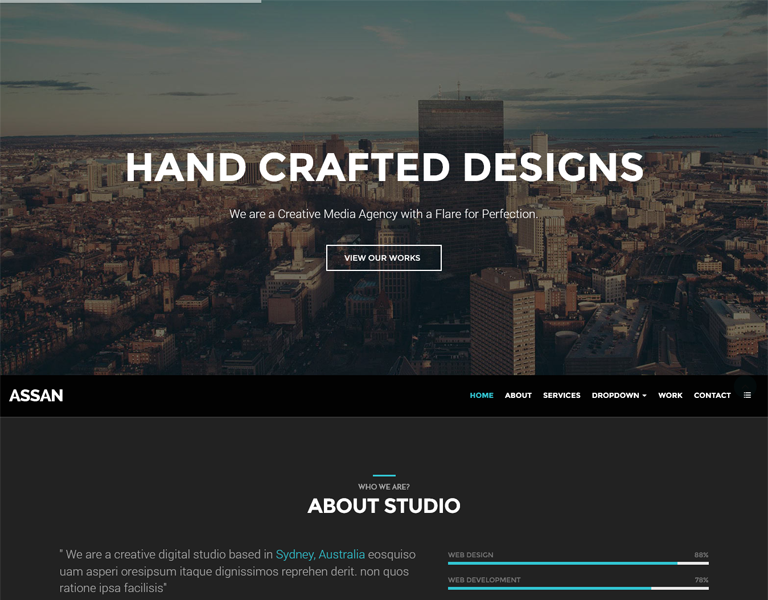 HAND CRAFTED DESIGNS
We are a Creative Media Agency with a Flare for Perfection.
VIEW OUR WORKS
ASSAN
HOME ABOUT SERVICES DROPDOWN WORK CONTACT
WHO WE ARE?
ABOUT STUDIO
" We are a creative digital studio based in Sydney, Australia eosquiso
uam asperi oresipsum itaque dignissimos reprehen derit. non quos
ratione ipsa facilisis"
WEB DESIGN 88%
WEB DEVELOPMENT 78%